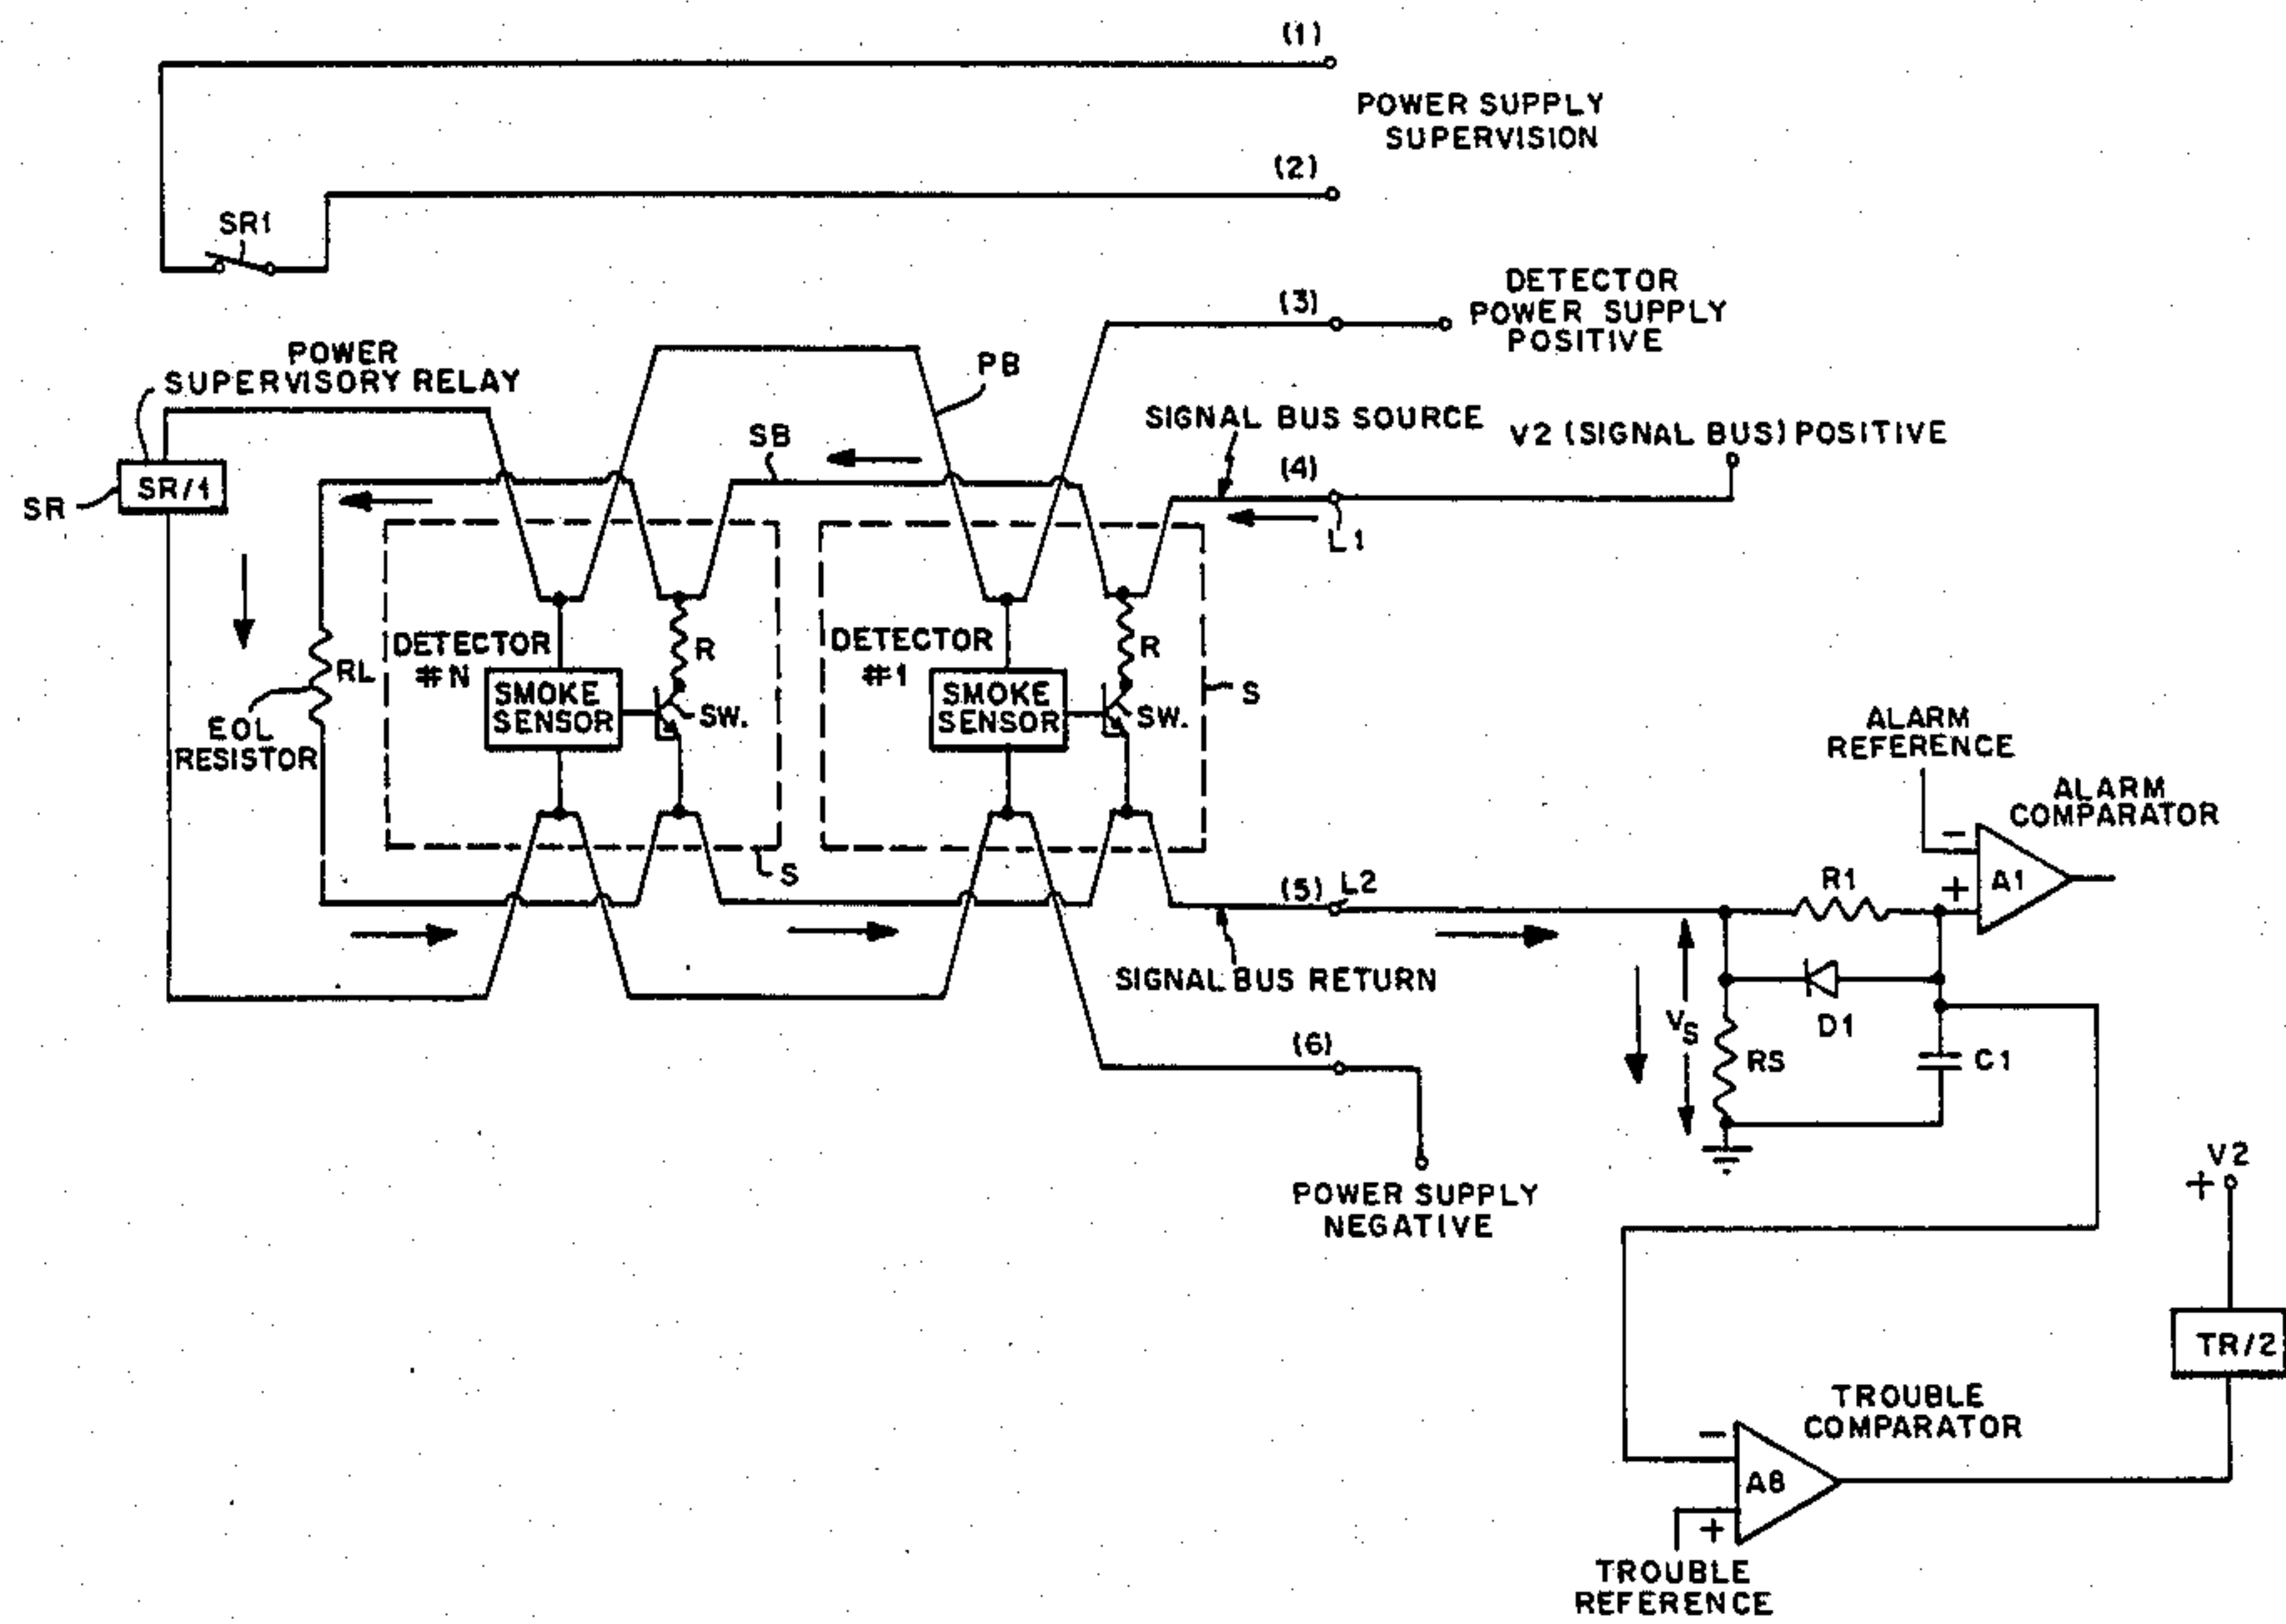 (1)
POWER SUPPLY
SUPERVISION
(2)
SR1
(3)
DETECTOR
POWER SUPPLY
POSITIVE
POWER
SUPERVISORY RELAY
PB
SIGNAL BUS SOURCE
V2 (SIGNAL BUS) POSITIVE
SB
(4)
SR/1
SR
L1
DETECTOR
#N
R
DETECTOR
#1
R
RL
SMOKE
SENSOR
SW.
SMOKE
SENSOR
SW.
S
EOL
RESISTOR
ALARM
REFERENCE
ALARM
COMPARATOR
-
S
(5)
L2
R1
+
A1
SIGNAL BUS RETURN
VS
D1
RS
C1
(6)
POWER SUPPLY
NEGATIVE
V2
+
TR/2
TROUBLE
COMPARATOR
-
A8
+
TROUBLE
REFERENCE